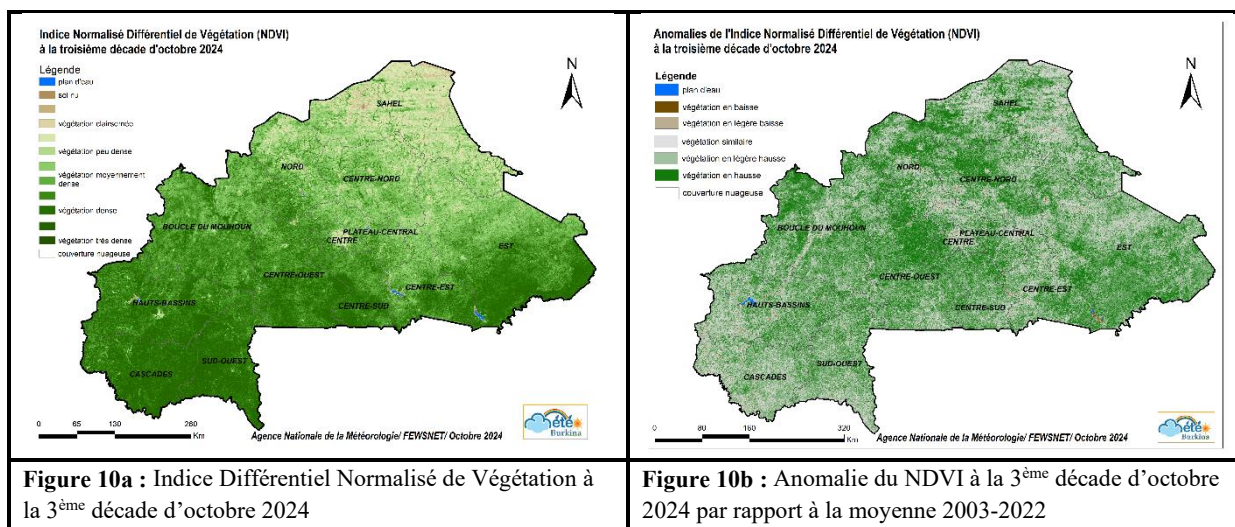 Indice Normalisé Différentiel de Végétation (NDVI)
à la troisième décade d'octobre 2024
Légende
plan d'eau
sol nu
végétation clairsemée
végétation peu dense
végétation moyennement
dense
végétation dense
végétation très dense
couverture nuageuse
N
SAHEL
NORD
CENTRE-NORD
BOUCLE DU MOUHOUN
PLATEAU-CENTRAL
CENTRE
EST
CENTRE-OUEST
CENTRE-EST
HAUTS-BASSINS
CENTRE-SUD
SUD-OUEST
CASCADES
0 65 130 260
Km
Agence Nationale de la Météorologie/ FEWSNET/ Octobre 2024
été
Burkina
Anomalies de l'Indice Normalisé Différentiel de Végétation (NDVI)
à la troisième décade d'octobre 2024
Légende
plan d'eau
végétation en baisse
végétation en légère baisse
végétation similaire
végétation en légère hausse
végétation en hausse
couverture nuageuse
N
SAHEL
NORD
CENTRE-NORD
BOUCLE DU MOUHOUN
PLATEAU-CENTRAL
CENTRE
EST
CENTRE-OUEST
CENTRE-EST
HAUTS-BASSINS
CENTRE-SUD
SUD-OUEST
CASCADES
0 80 160 320
Km
Agence Nationale de la Météorologie/ FEWSNET/ Octobre 2024
été
Burkina
Figure 10a : Indice Différentiel Normalisé de Végétation à
la 3ème décade d’octobre 2024
Figure 10b : Anomalie du NDVI à la 3ème décade d’octobre
2024 par rapport à la moyenne 2003-2022